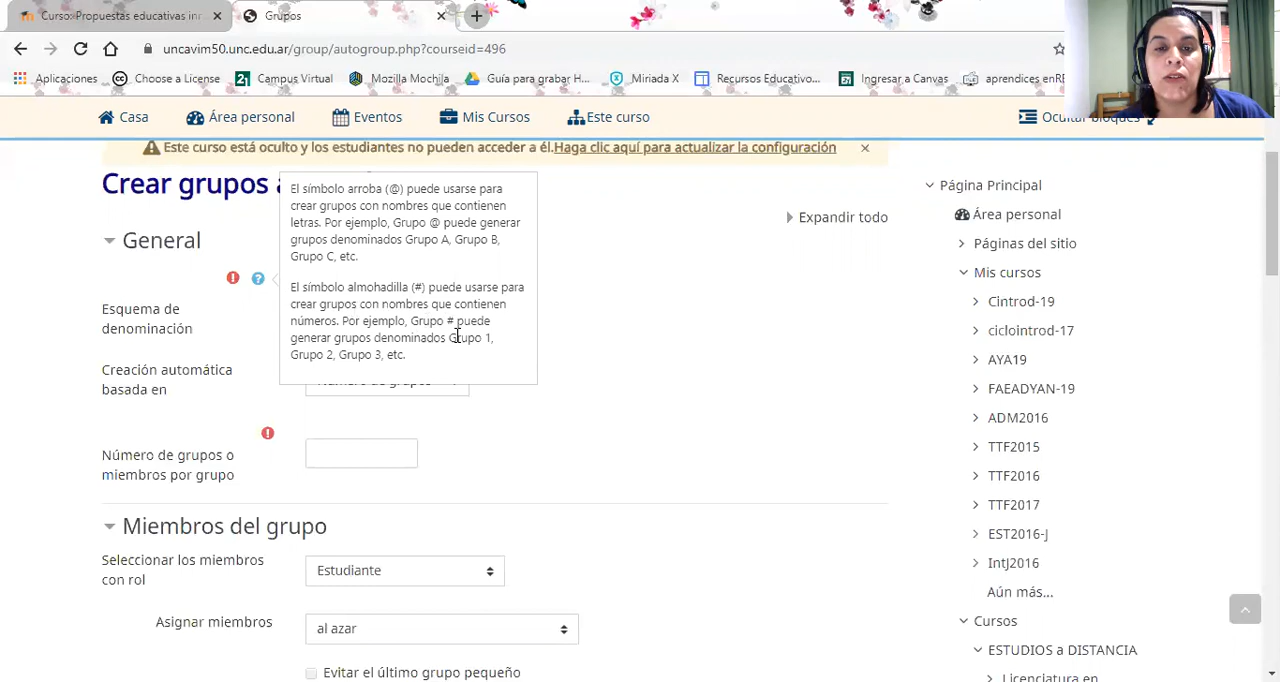 Curso: Propuestas educativas inn
Grupos
uncavim50.unc.edu.ar/group/autogroup.php?courseid=496
Aplicaciones
Choose a License
Campus Virtual
Mozilla Mochila
Guía para grabar H...
Miriada X
Recursos Educativo...
Ingresar a Canvas
aprendices en
Casa
Área personal
Eventos
Mis Cursos
Este curso
Ocultar bloques
Este curso está oculto y los estudiantes no pueden acceder a él.Haga clic aquí para actualizar la configuración
Crear grupos
El símbolo arroba (@) puede usarse para
crear grupos con nombres que contienen
letras. Por ejemplo, Grupo @ puede generar
grupos denominados Grupo A, Grupo B,
Grupo C, etc.
El símbolo almohadilla (#) puede usarse para
crear grupos con nombres que contienen
números. Por ejemplo, Grupo # puede
generar grupos denominados Grupo 1,
Grupo 2, Grupo 3, etc.
Expandir todo
General
Esquema de
denominación
Creación automática
basada en
Número de grupos
Número de grupos o
miembros por grupo
Miembros del grupo
Seleccionar los miembros
con rol
Estudiante
Asignar miembros
al azar
Evitar el último grupo pequeño
Página Principal
Área personal
Páginas del sitio
Mis cursos
Cintrod-19
ciclointrod-17
AYA19
FAEADYAN-19
ADM2016
TTF2015
TTF2016
TTF2017
EST2016-J
IntJ2016
Aún más...
Cursos
ESTUDIOS a DISTANCIA
Licenciatura en